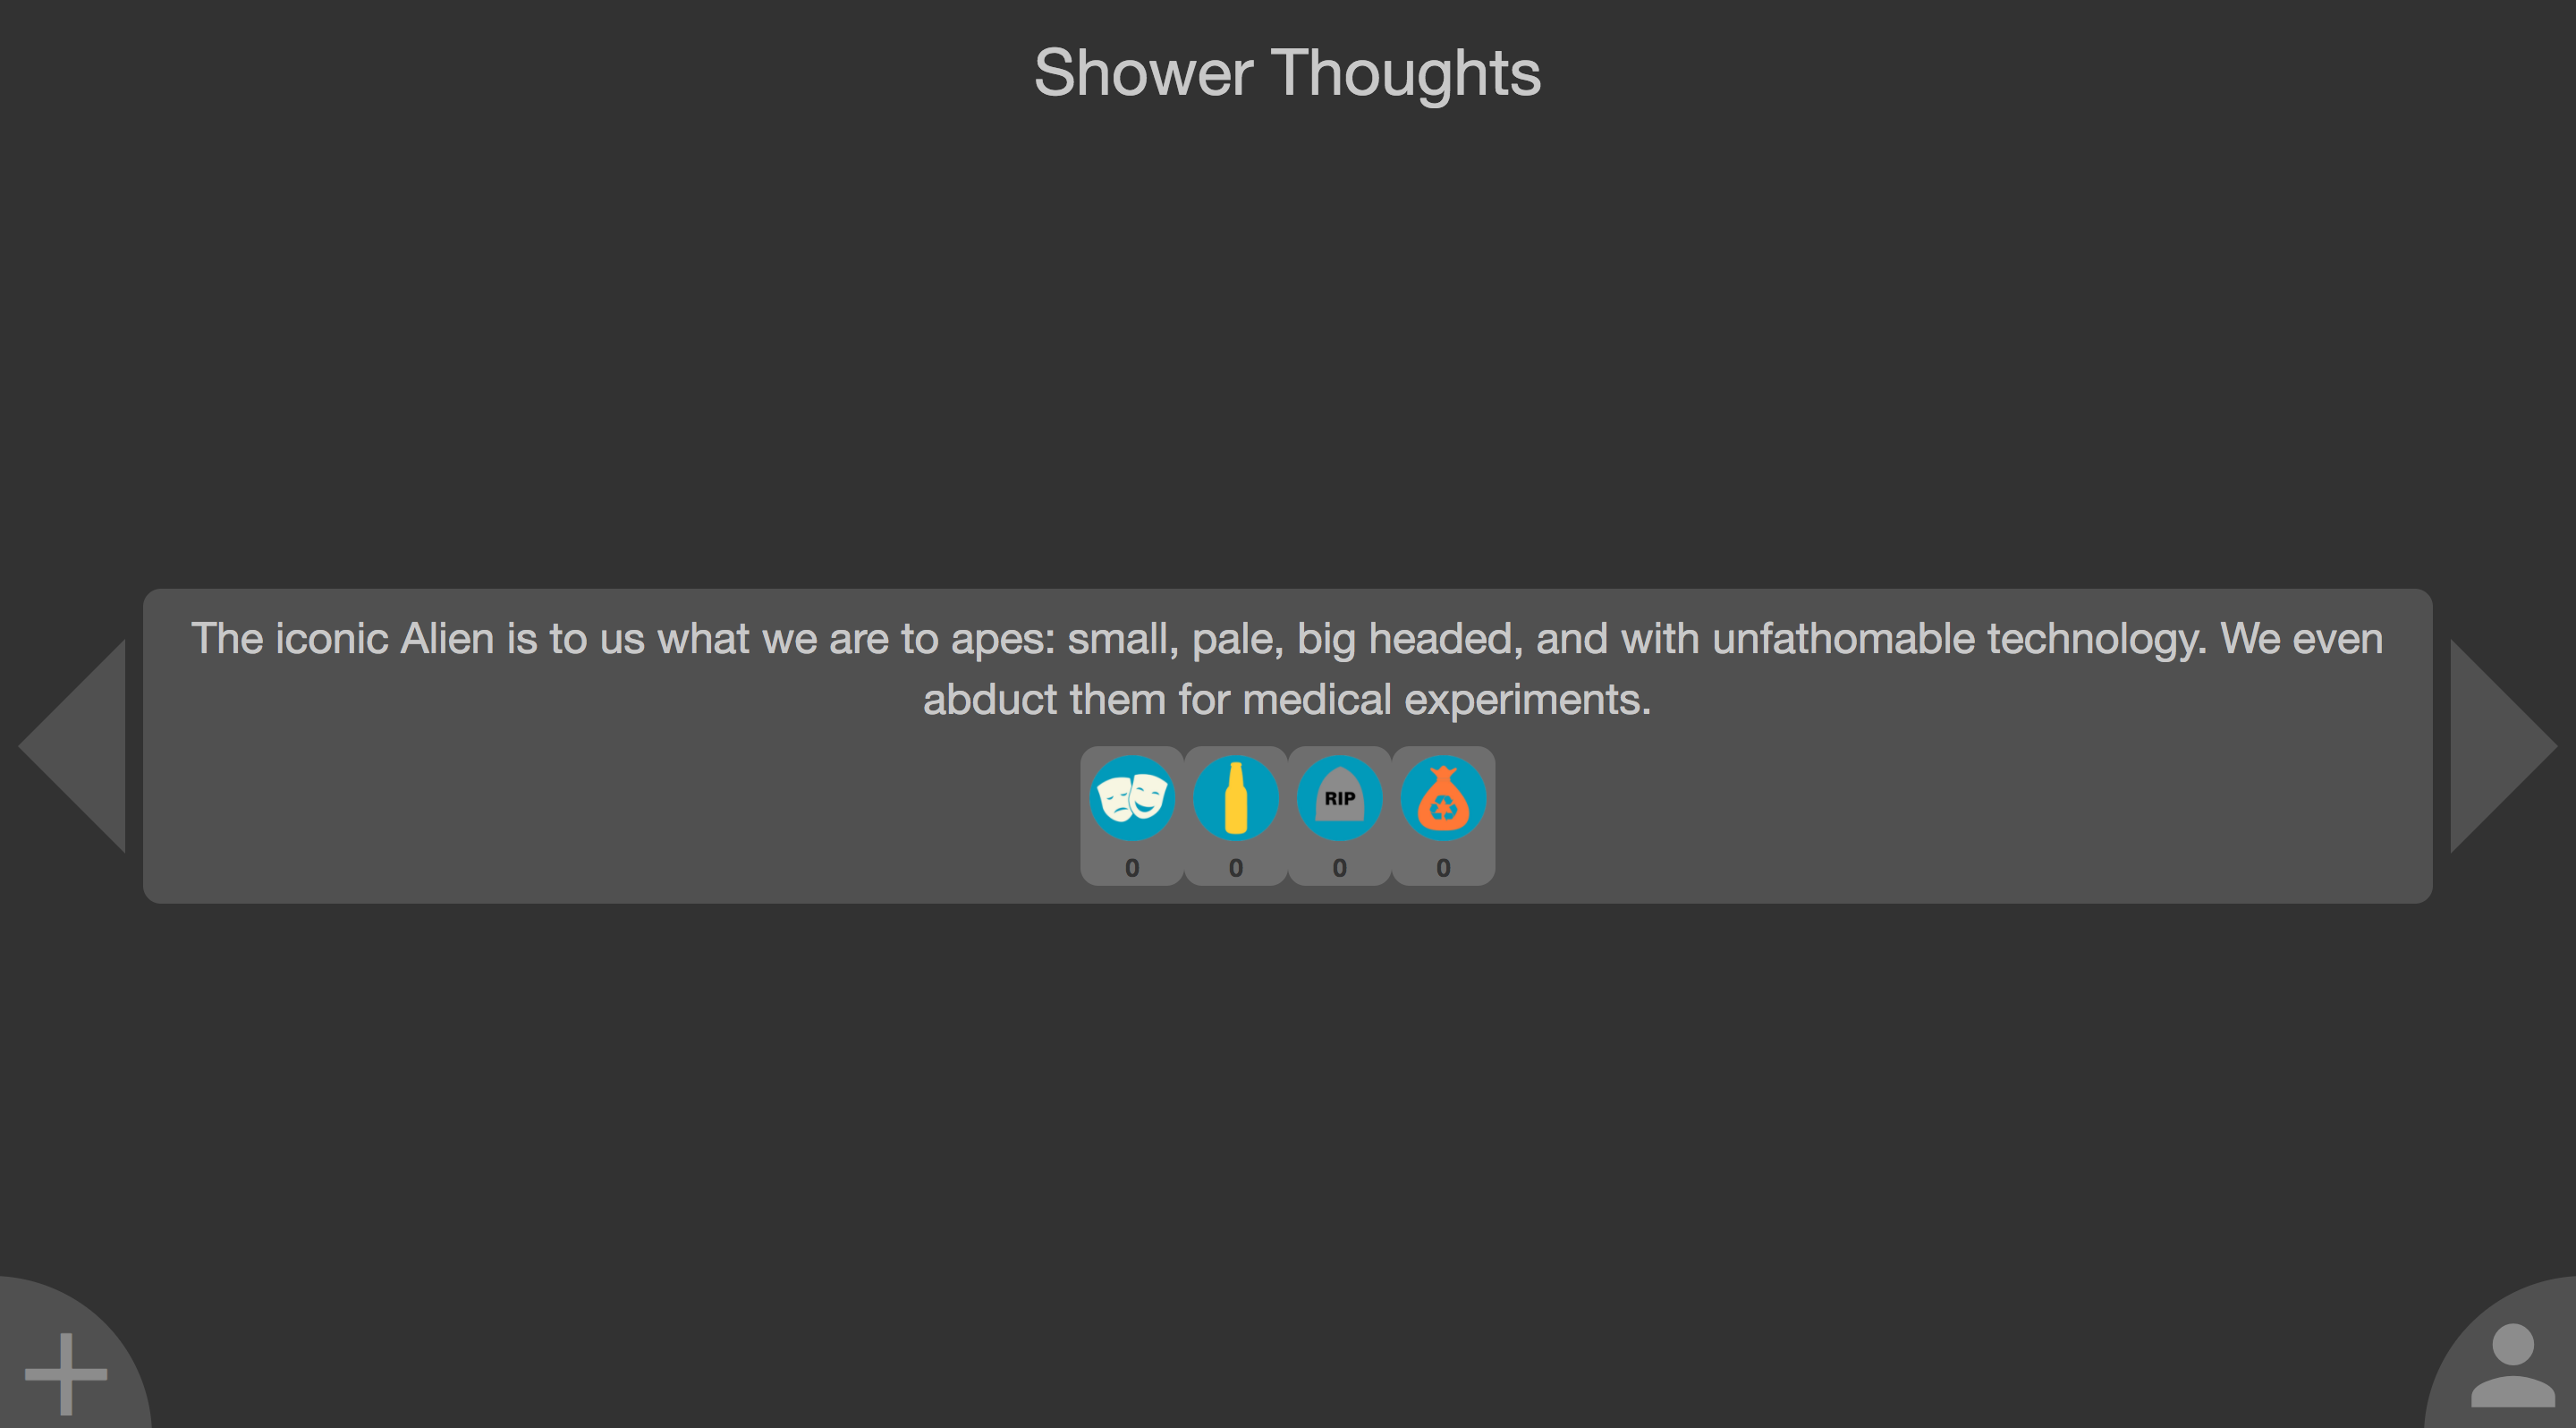 Shower Thoughts
The iconic Alien is to us what we are to apes: small, pale, big headed, and with unfathomable technology. We even
abduct them for medical experiments.
RIP
0 0 0 0